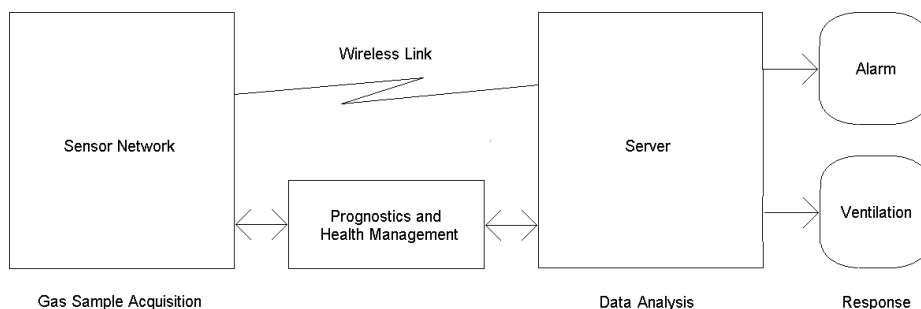 Wireless Link
Alarm
Sensor Network
Server
Prognostics and
Health Management
Ventilation
Gas Sample Acquisition
Data Analysis
Response